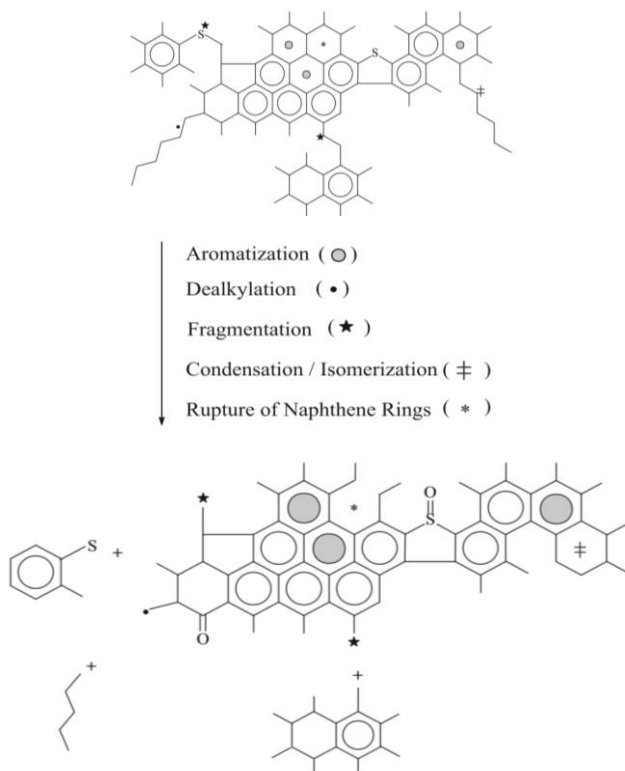 S
S
Aromatization ( )
Dealkylation ( • )
Fragmentation ( ★ )
Condensation / Isomerization ( ‡ )
Rupture of Naphthene Rings ( * )
O
S
S +
O
+
+